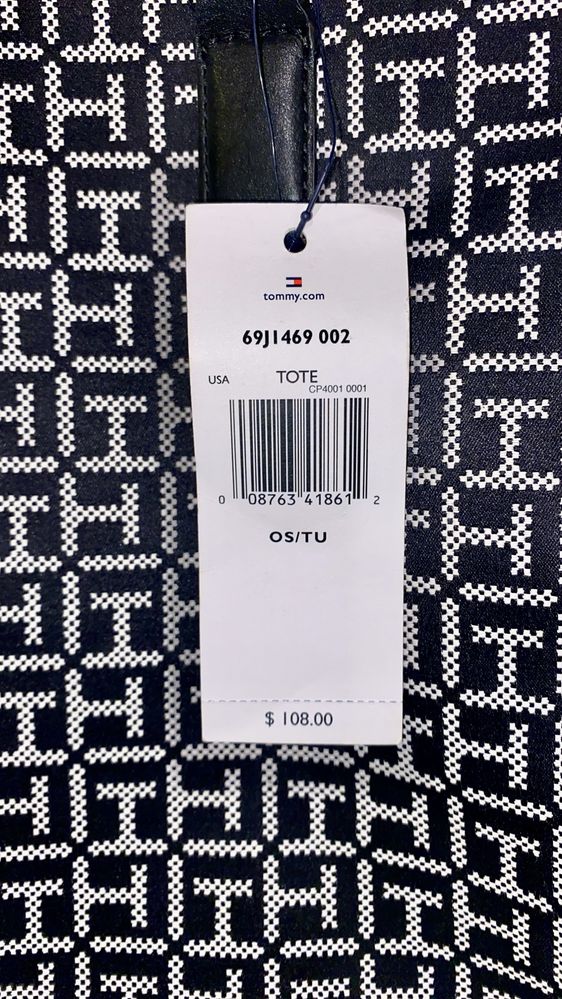 tommy.com
69J1469 002
USA TOTE
CP4001 0001
0 08763 41861 2
OS/TU
$ 108.00